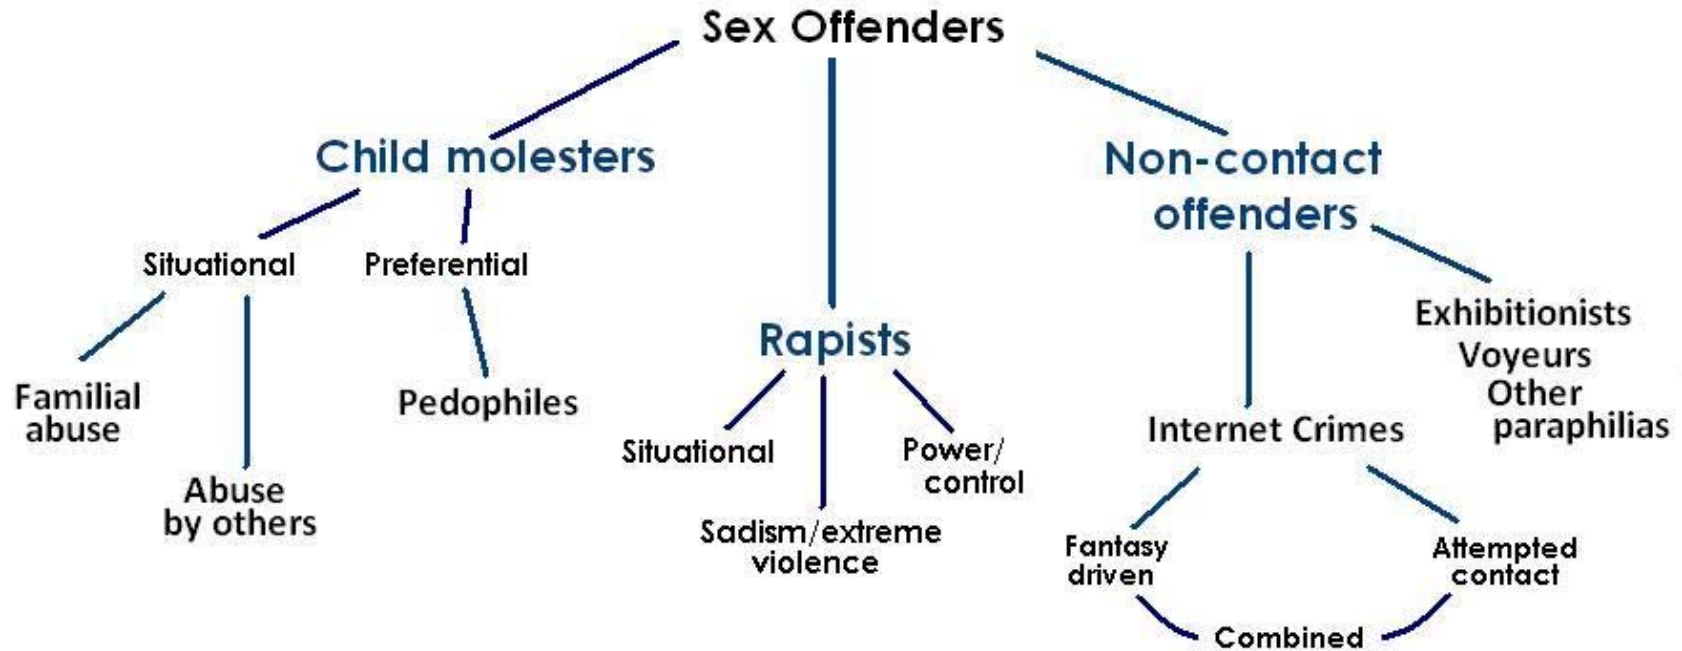 Sex Offenders
Child molesters
Non-contact
offenders
Situational
Preferential
Rapists
Exhibitionists
Voyeurs
Other
paraphilias
Familial
abuse
Pedophiles
Internet Crimes
Situational
Power/
control
Abuse
by others
Sadism/extreme
violence
Fantasy
driven
Attempted
contact
Combined